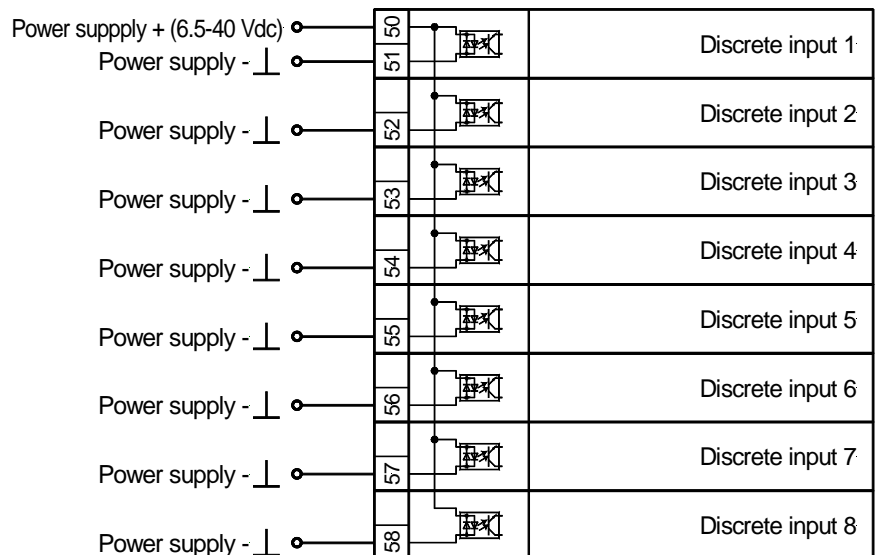 Power suppply + (6.5-40 Vdc) 50
Power supply - 51 Discrete input 1
Power supply - 52 Discrete input 2
Power supply - 53 Discrete input 3
Power supply - 54 Discrete input 4
Power supply - 55 Discrete input 5
Power supply - 56 Discrete input 6
Power supply - 57 Discrete input 7
Power supply - 58 Discrete input 8